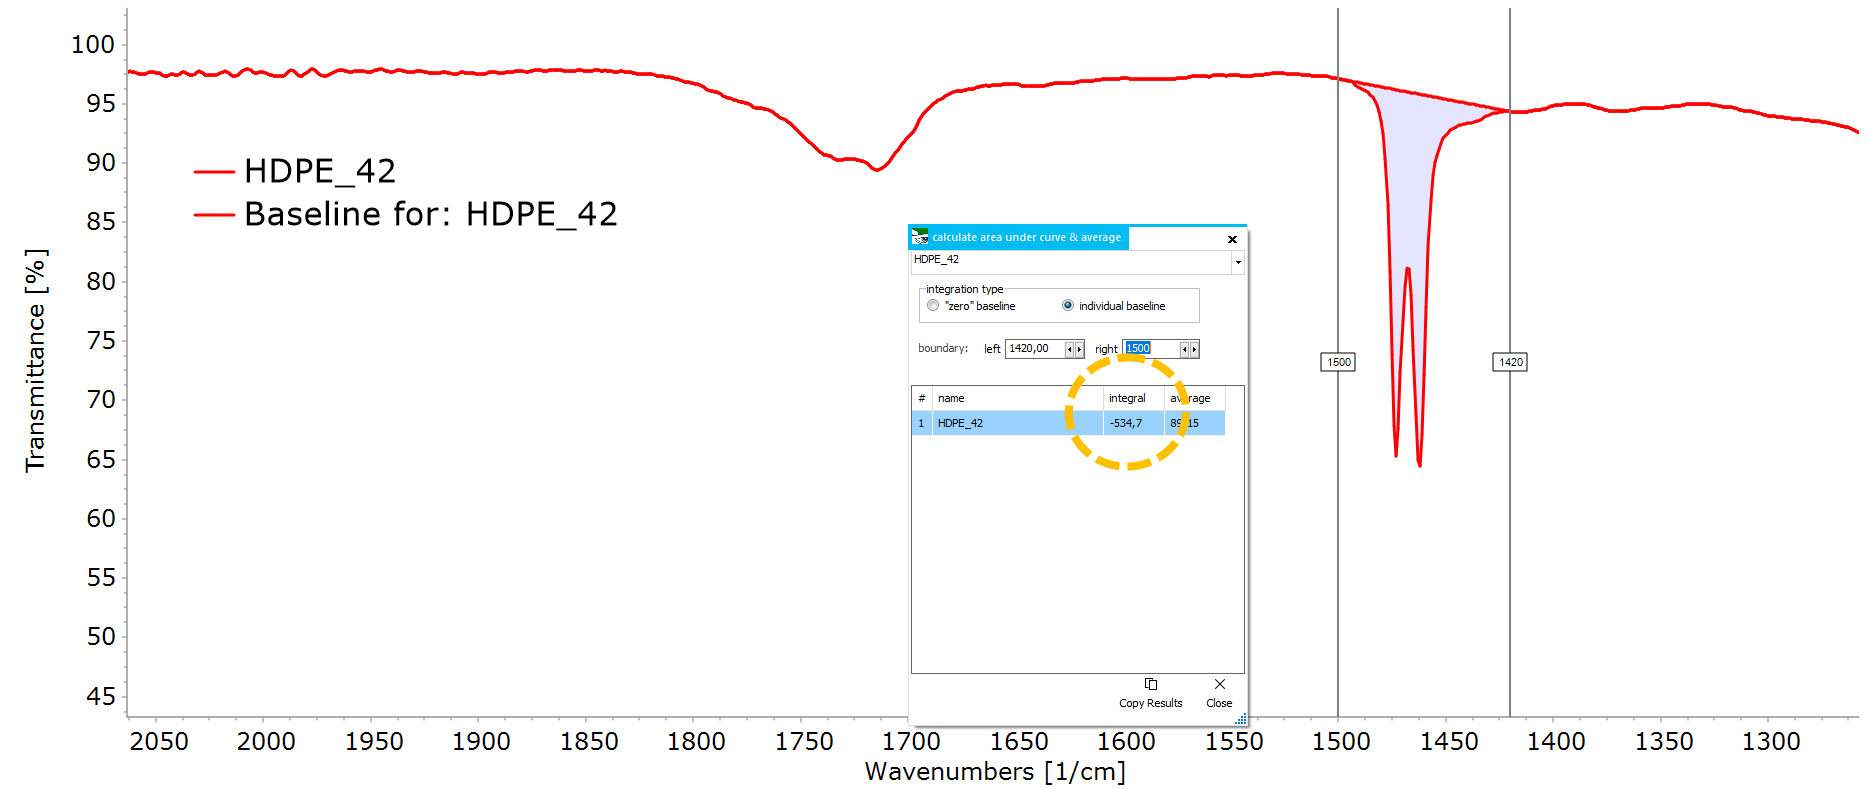 100
95
90
85
80
75
70
65
60
55
50
45
Transmittance [%]
HDPE_42
Baseline for: HDPE_42
calculate area under curve & average
HDPE_42
integration type
"zero" baseline
individual baseline
boundary: left 1420,00 right 1500
# name integral average
1 HDPE_42 -534,7 89,15
Copy Results Close
1500
1420
2050 2000 1950 1900 1850 1800 1750 1700 1650 1600 1550 1500 1450 1400 1350 1300
Wavenumbers [1/cm]